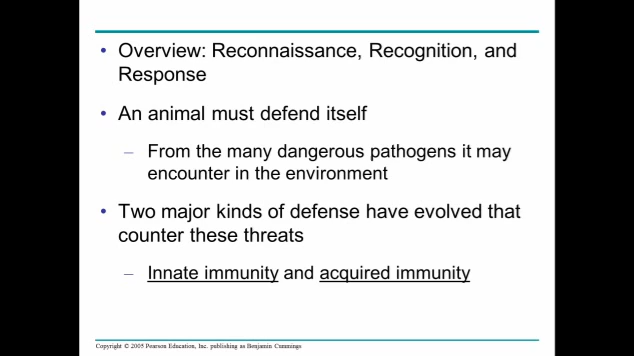 • Overview: Reconnaissance, Recognition, and
Response
• An animal must defend itself
– From the many dangerous pathogens it may
encounter in the environment
• Two major kinds of defense have evolved that
counter these threats
– Innate immunity and acquired immunity
Copyright © 2005 Pearson Education, Inc. publishing as Benjamin Cummings